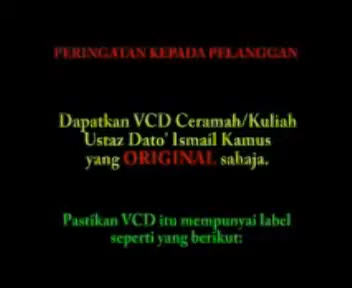 PERINGATAN KEPADA PELANGGAN
Dapatkan VCD Ceramah/Kuliah
Ustaz Dato' Ismail Kamus
yang ORIGINAL sahaja.
Pastikan VCD itu mempunyai label
seperti yang berikut: